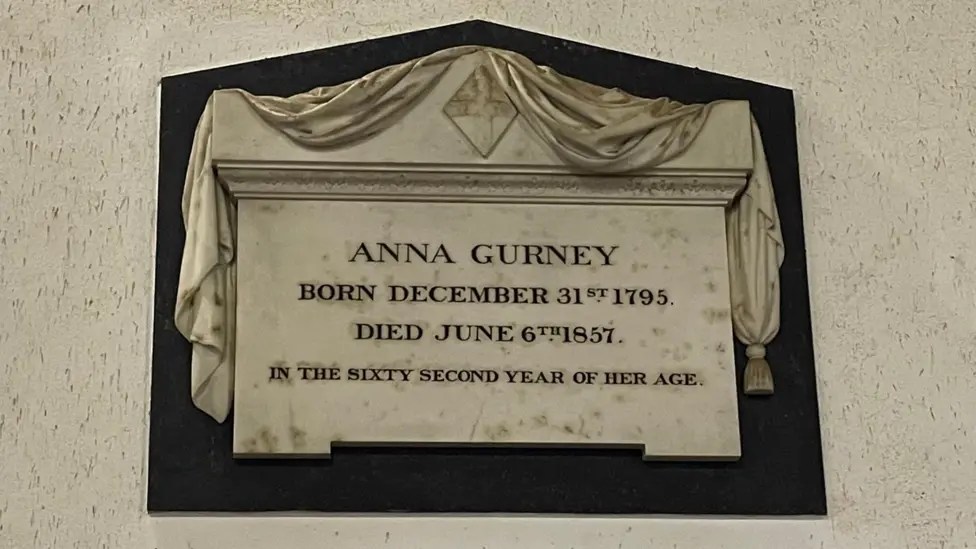 ANNA GURNEY
BORN DECEMBER 31ST. 1795.
DIED JUNE 6TH. 1857.
IN THE SIXTY SECOND YEAR OF HER AGE.